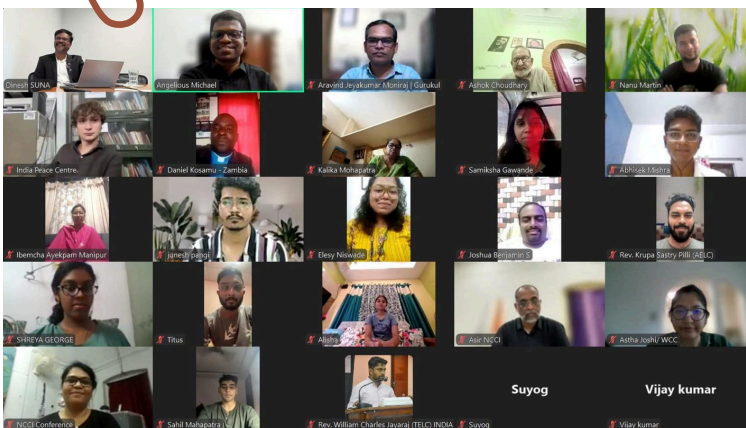 Dinesh SUNA
Angelious Michael
Aravind Jeyakumar Moniraj | Gurukul
Ashok Choudhary
Nanu Martin
India Peace Centre
Daniel Kosamu - Zambia
Kalika Mohapatra
Samiksha Gawande
Abhisek Mishra
Ibemcha Ayekpam Manipur
janesh pangi
Elesy Niswade
Joshua Benjamin S
Rev. Krupa Sastry Pilli (AELC)
SHREYA GEORGE
Titus
Alisha
Asir NCCI
Astha Joshi/ WCC
Suyog
Vijay kumar
NCCI Conference
Sahil Mahapatra
Rev. William Charles Jayaraj (TELC) INDIA
Suyog
Vijay kumar